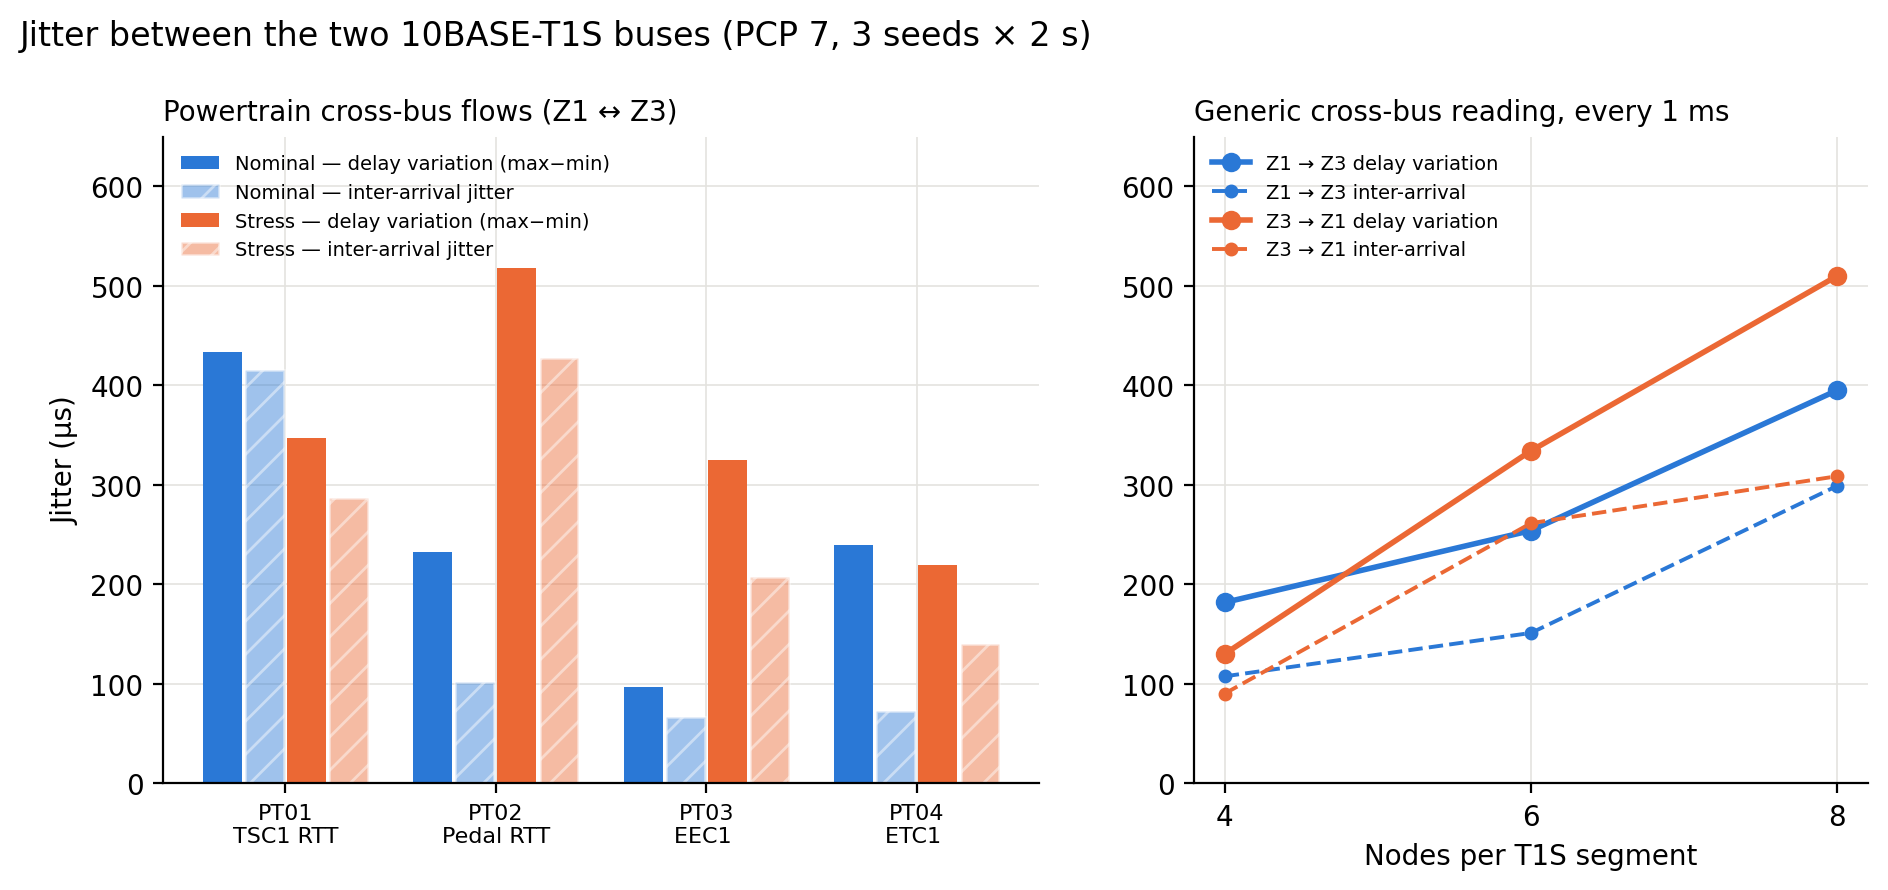 Jitter between the two 10BASE-T1S buses (PCP 7, 3 seeds × 2 s)
Powertrain cross-bus flows (Z1 ↔ Z3)
Nominal — delay variation (max−min)
Nominal — inter-arrival jitter
Stress — delay variation (max−min)
Stress — inter-arrival jitter
Jitter (µs)
600
500
400
300
200
100
0
PT01
TSC1 RTT
PT02
Pedal RTT
PT03
EEC1
PT04
ETC1
Generic cross-bus reading, every 1 ms
Z1 → Z3 delay variation
Z1 → Z3 inter-arrival
Z3 → Z1 delay variation
Z3 → Z1 inter-arrival
600
500
400
300
200
100
0
4
6
8
Nodes per T1S segment